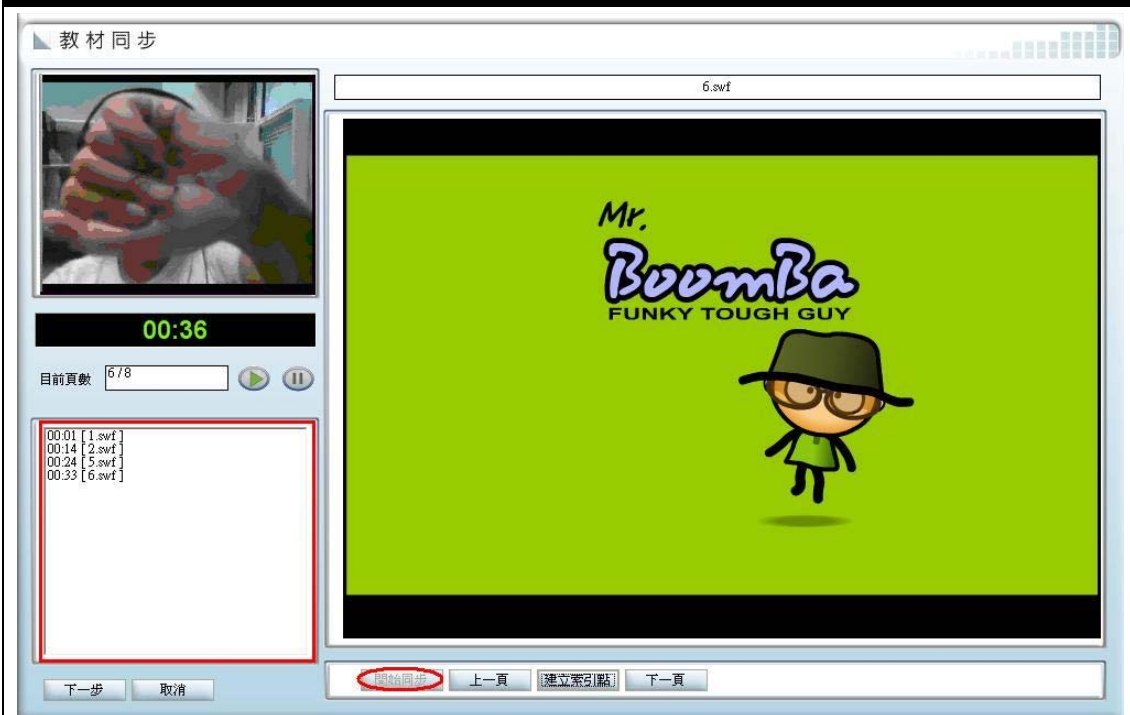 教材同步
6.swf
Mr.
BoomBa
FUNKY TOUGH GUY
00:36
目前頁數 6/8
00:01 [ 1.swf ]
00:14 [ 2.swf ]
00:24 [ 5.swf ]
00:33 [ 6.swf ]
下一步 取消
開始同步 上一頁 建立索引點 下一頁